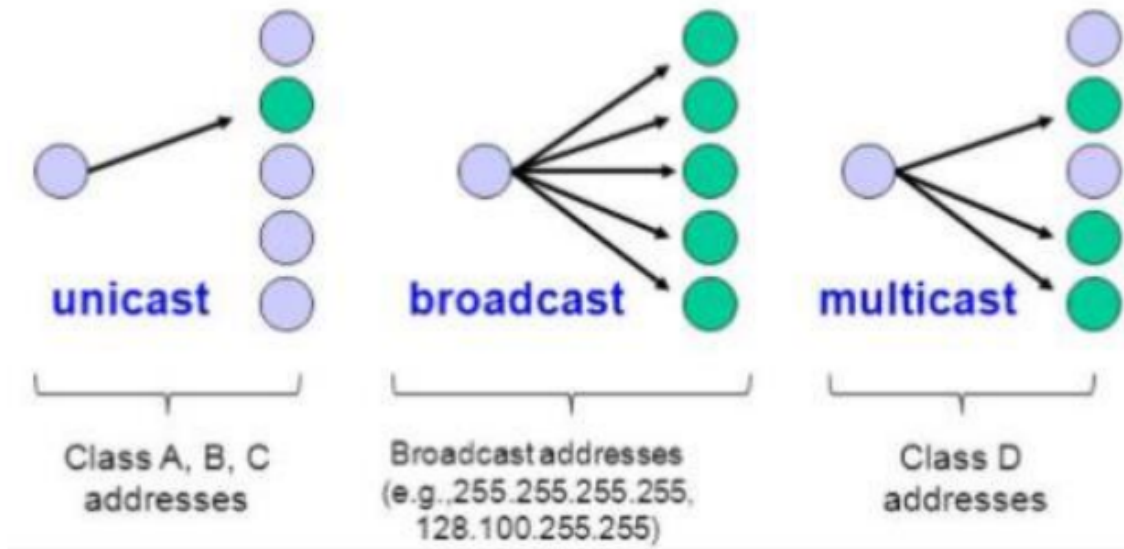 unicast
broadcast
multicast
Class A, B, C
addresses
Broadcast addresses
(e.g.,255.255.255.255,
128.100.255.255)
Class D
addresses